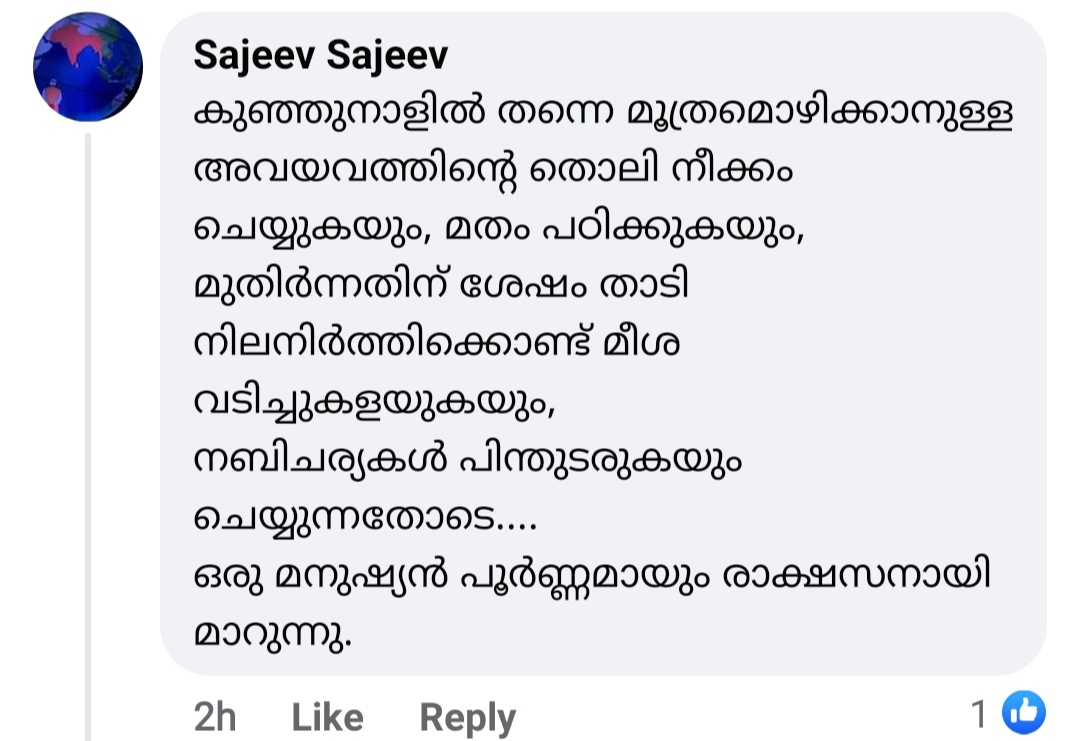 Sajeev Sajeev
കുഞ്ഞുനാളിൽ തന്നെ മൂത്രമൊഴിക്കാനുള്ള
അവയവത്തിന്റെ തൊലി നീക്കം
ചെയ്യുകയും, മതം പഠിക്കുകയും,
മുതിർന്നതിന് ശേഷം താടി
നിലനിർത്തിക്കൊണ്ട് മീശ
വടിച്ചുകളയുകയും,
നബിചര്യകൾ പിന്തുടരുകയും
ചെയ്യുന്നതോടെ....
ഒരു മനുഷ്യൻ പൂർണ്ണമായും രാക്ഷസനായി
മാറുന്നു.
2h Like Reply 1